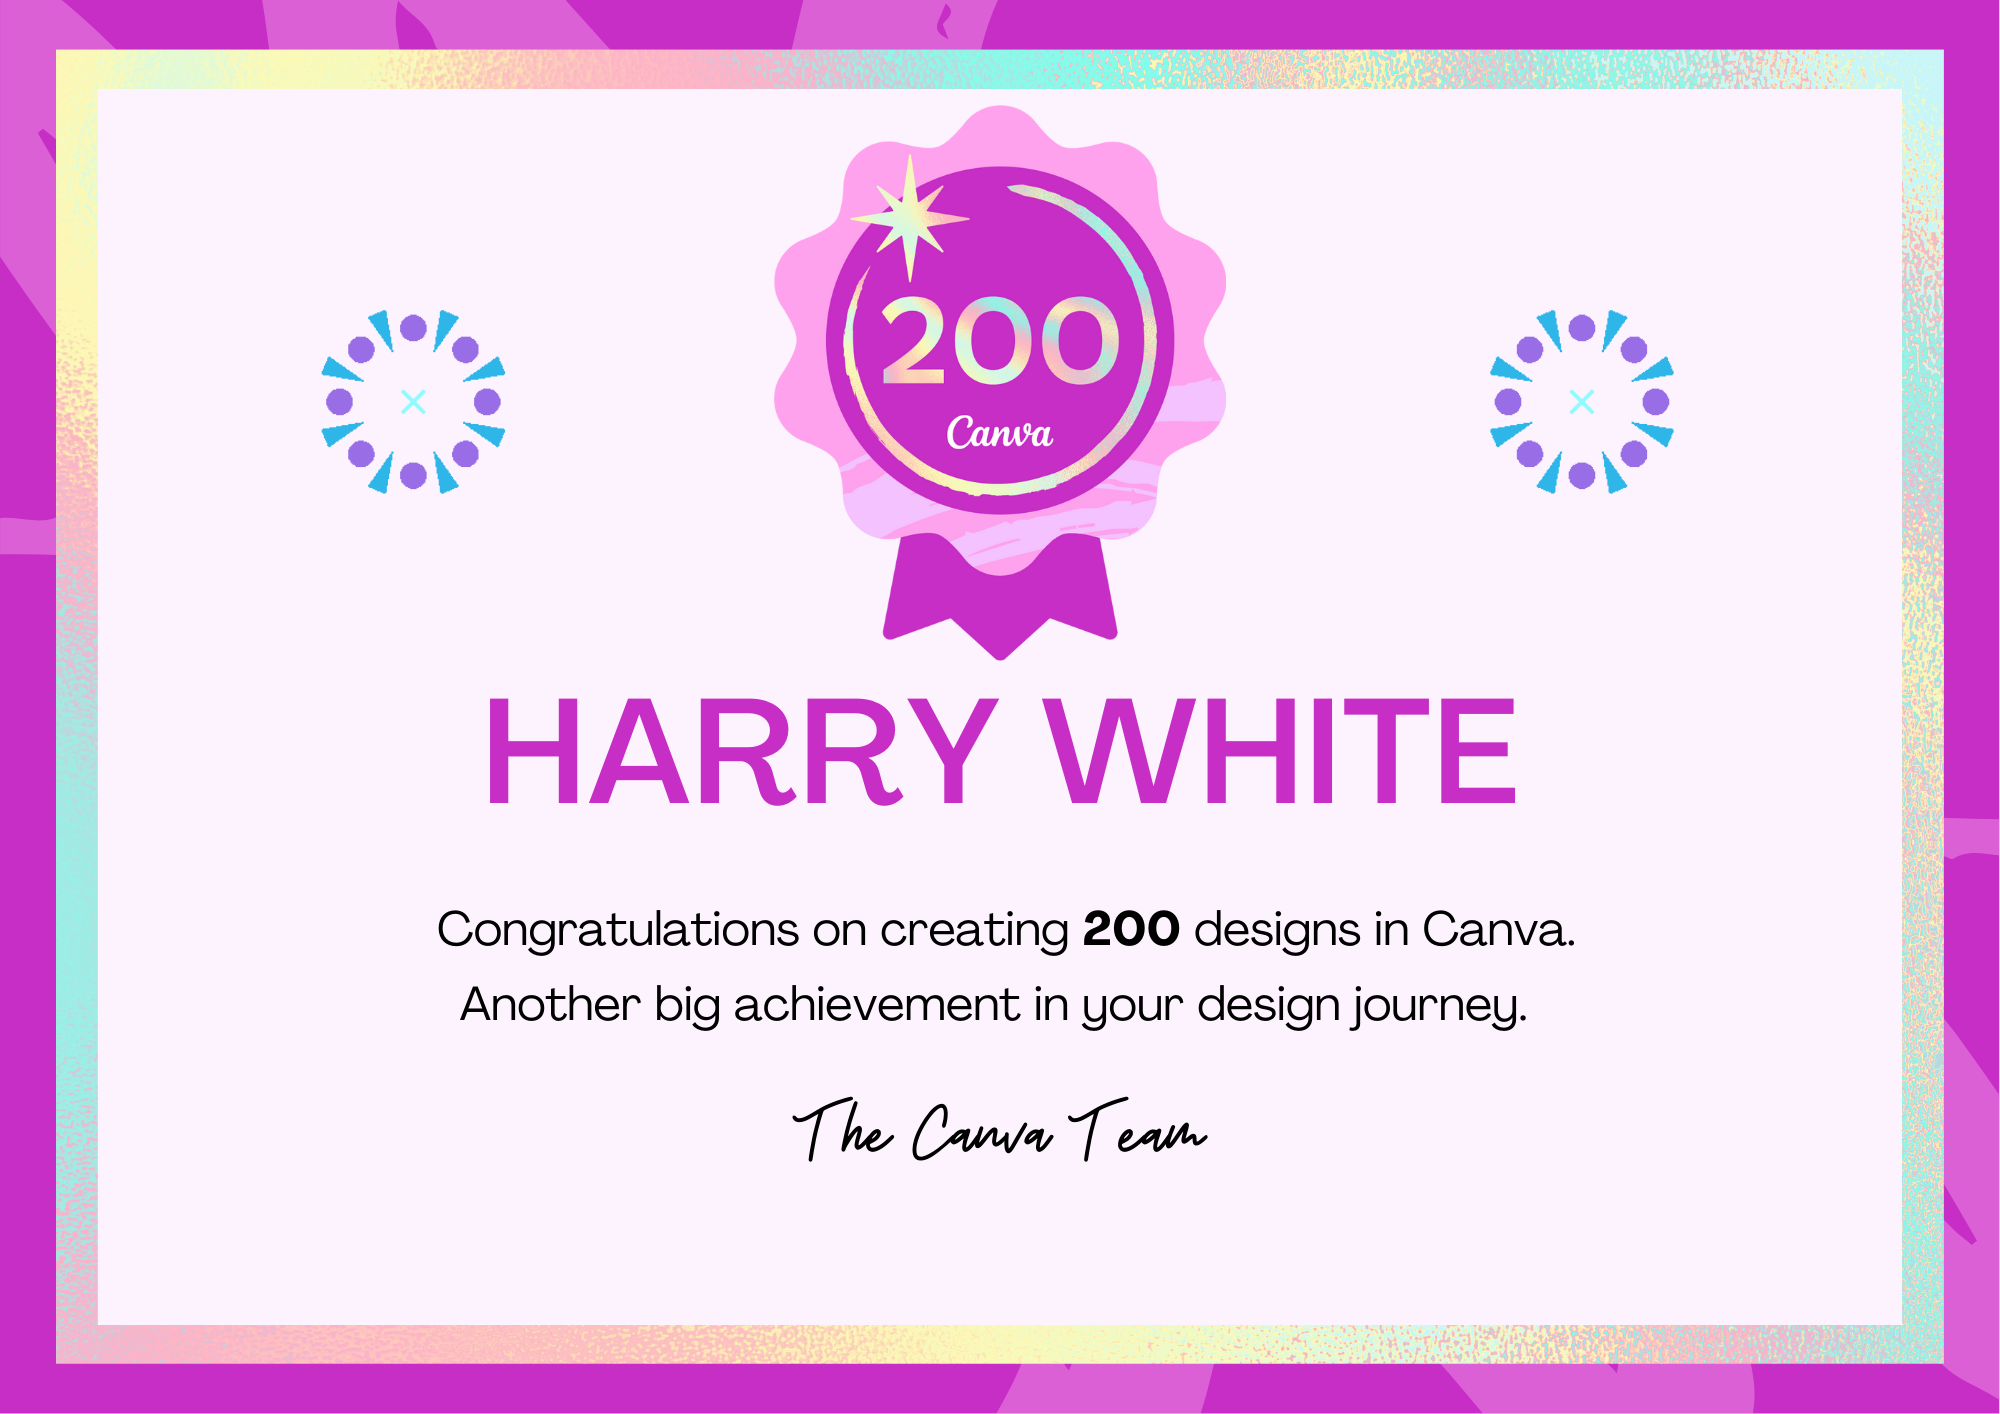 200
Canva
HARRY WHITE
Congratulations on creating 200 designs in Canva.
Another big achievement in your design journey.
The Canva Team